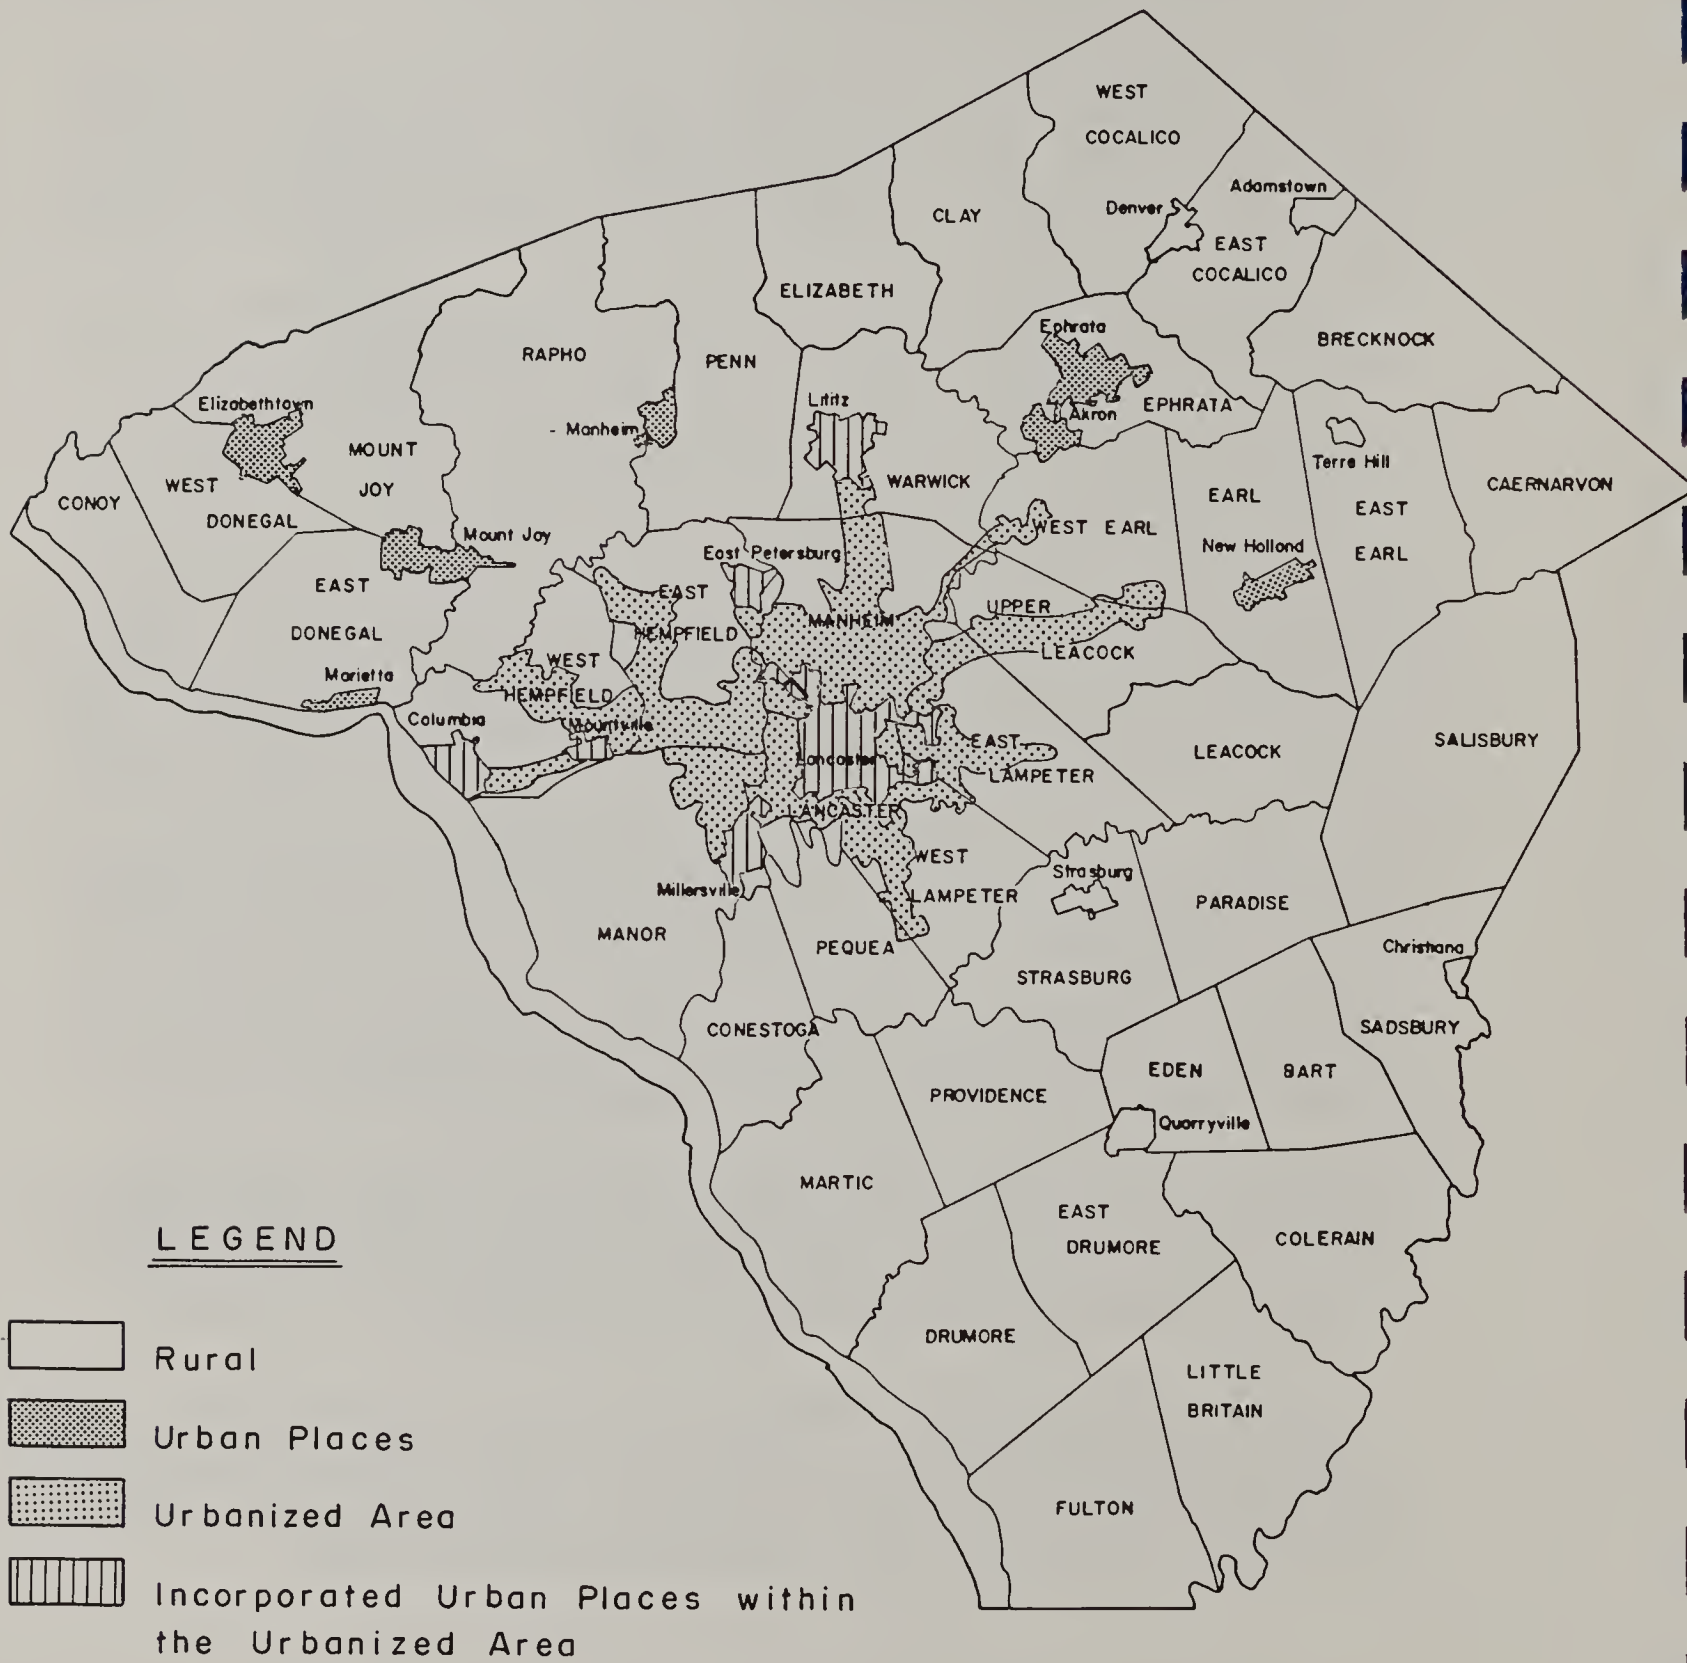 WEST
COCALICO
Adamstown
Denver
CLAY
EAST
COCALICO
ELIZABETH
Ephrata
BRECKNOCK
RAPHO
PENN
Elizabethtown
Lititz
EPHRATA
Akron
Manheim
MOUNT
JOY
Terre Hill
WARWICK
CAERNARVON
WEST
DONEGAL
CONOY
EARL
EAST
EARL
WEST EARL
Mount Joy
East Petersburg
New Holland
EAST
DONEGAL
EAST
HEMPFIELD
MANHEIM
UPPER
LEACOCK
WEST
HEMPFIELD
Marietta
Columbia
Mountville
EAST
LAMPETER
LEACOCK
SALISBURY
Lancaster
LANCASTER
WEST
LAMPETER
Strasburg
Millersville
PARADISE
MANOR
PEQUEA
Christiana
STRASBURG
CONESTOGA
SADSBURY
EDEN
BART
PROVIDENCE
Quarryville
MARTIC
EAST
DRUMORE
COLERAIN
DRUMORE
LITTLE
BRITAIN
FULTON
LEGEND
Rural
Urban Places
Urbanized Area
Incorporated Urban Places within
the Urbanized Area